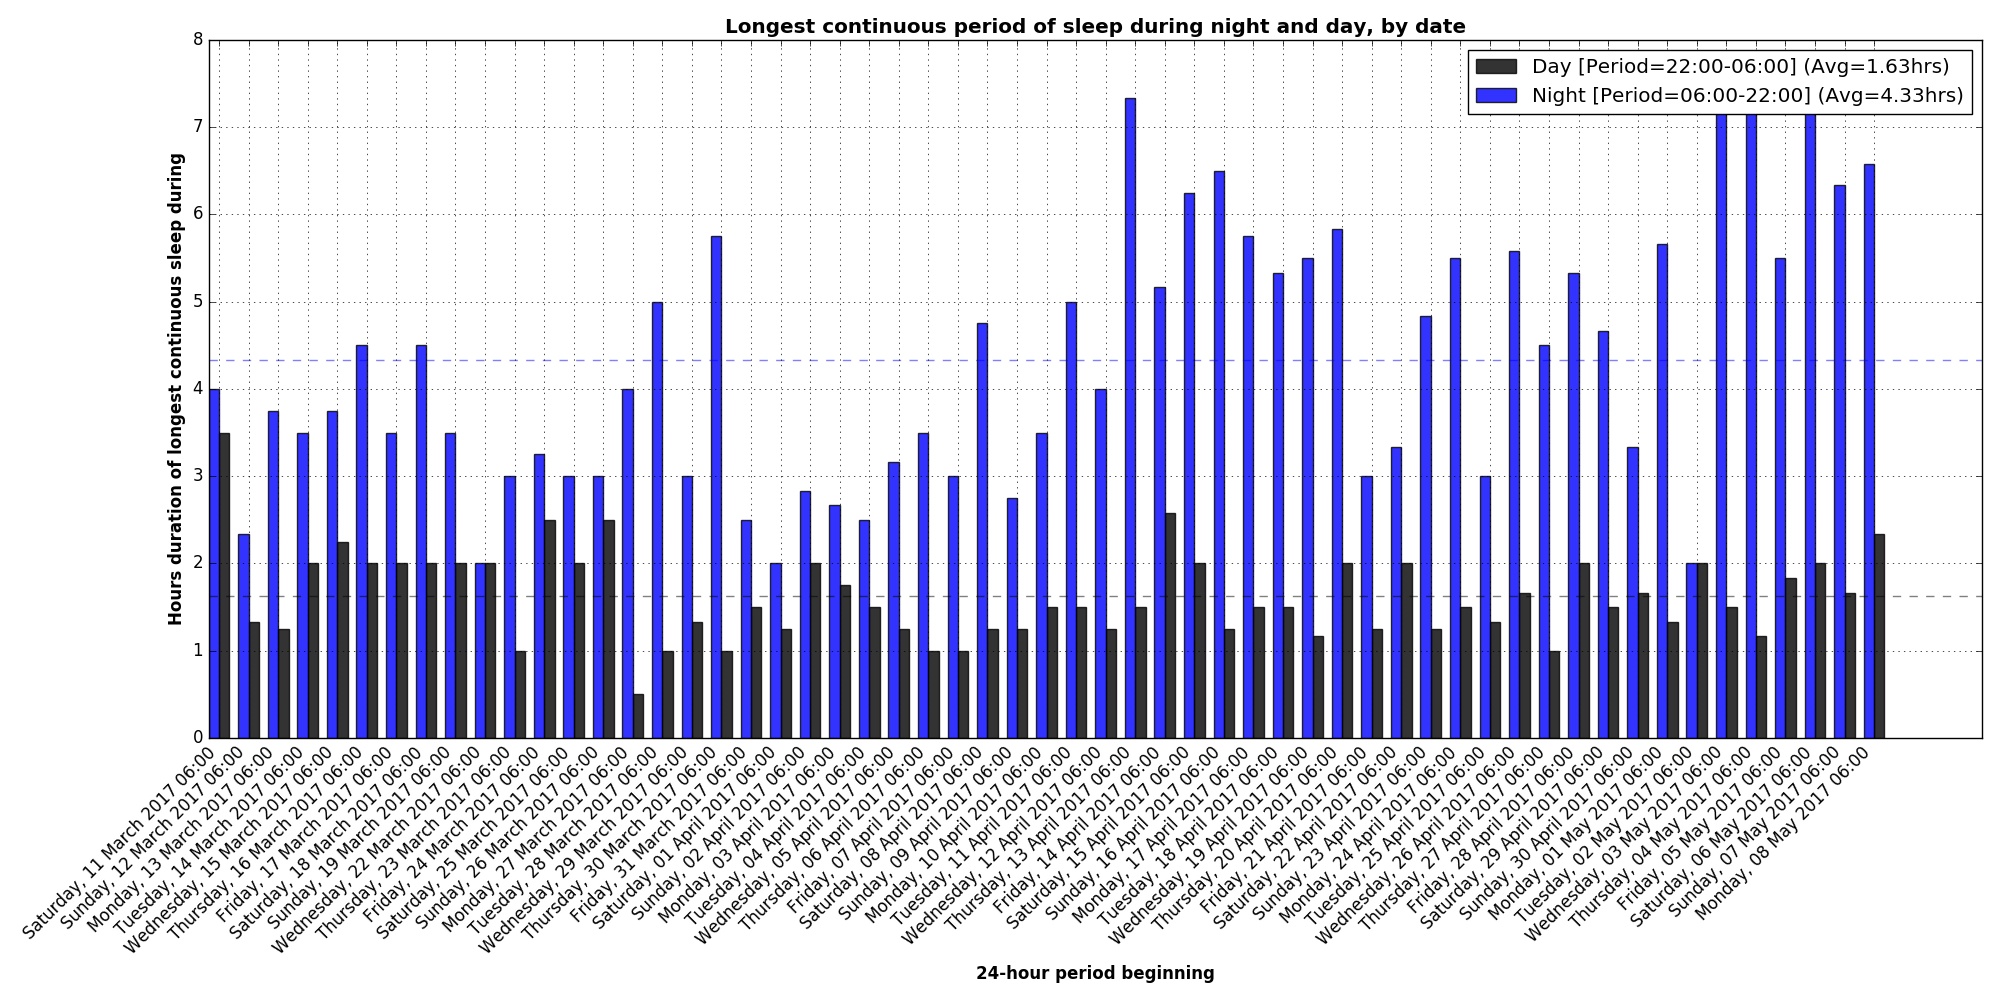 Longest continuous period of sleep during night and day, by date
Day [Period=22:00-06:00] (Avg=1.63hrs)
Night [Period=06:00-22:00] (Avg=4.33hrs)
Hours duration of longest continuous sleep during
8
7
6
5
4
3
2
1
0
Saturday, 11 March 2017 06:00
Sunday, 12 March 2017 06:00
Monday, 13 March 2017 06:00
Tuesday, 14 March 2017 06:00
Wednesday, 15 March 2017 06:00
Thursday, 16 March 2017 06:00
Friday, 17 March 2017 06:00
Saturday, 18 March 2017 06:00
Sunday, 19 March 2017 06:00
Wednesday, 22 March 2017 06:00
Thursday, 23 March 2017 06:00
Friday, 24 March 2017 06:00
Saturday, 25 March 2017 06:00
Sunday, 26 March 2017 06:00
Monday, 27 March 2017 06:00
Tuesday, 28 March 2017 06:00
Wednesday, 29 March 2017 06:00
Thursday, 30 March 2017 06:00
Friday, 31 March 2017 06:00
Saturday, 01 April 2017 06:00
Sunday, 02 April 2017 06:00
Monday, 03 April 2017 06:00
Tuesday, 04 April 2017 06:00
Wednesday, 05 April 2017 06:00
Thursday, 06 April 2017 06:00
Friday, 07 April 2017 06:00
Saturday, 08 April 2017 06:00
Sunday, 09 April 2017 06:00
Monday, 10 April 2017 06:00
Tuesday, 11 April 2017 06:00
Wednesday, 12 April 2017 06:00
Thursday, 13 April 2017 06:00
Friday, 14 April 2017 06:00
Saturday, 15 April 2017 06:00
Sunday, 16 April 2017 06:00
Monday, 17 April 2017 06:00
Tuesday, 18 April 2017 06:00
Wednesday, 19 April 2017 06:00
Thursday, 20 April 2017 06:00
Friday, 21 April 2017 06:00
Saturday, 22 April 2017 06:00
Sunday, 23 April 2017 06:00
Monday, 24 April 2017 06:00
Tuesday, 25 April 2017 06:00
Wednesday, 26 April 2017 06:00
Thursday, 27 April 2017 06:00
Friday, 28 April 2017 06:00
Saturday, 29 April 2017 06:00
Sunday, 30 April 2017 06:00
Monday, 01 May 2017 06:00
Tuesday, 02 May 2017 06:00
Wednesday, 03 May 2017 06:00
Thursday, 04 May 2017 06:00
Friday, 05 May 2017 06:00
Saturday, 06 May 2017 06:00
Sunday, 07 May 2017 06:00
Monday, 08 May 2017 06:00
24-hour period beginning